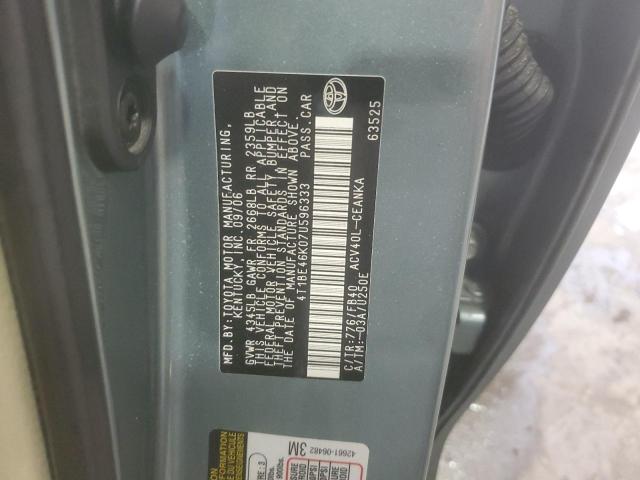 MFD.BY:TOYOTA MOTOR MANUFACTURING,
KENTUCKY, INC.09/06
GVWR 4345LB GAWR FR 2668LB RR 2359LB
THIS VEHICLE CONFORMS TO ALL APPLICABLE
FEDERAL MOTOR VEHICLE SAFETY, BUMPER AND
THEFT PREVENTION STANDARDS IN EFFECT ON
THE DATE OF MANUFACTURE SHOWN ABOVE.
4T1BE46K07U596333 PASS.CAR
C/TR:776/FB40 ACV40L-CEANKA
A/TM:-03A/U250E
63525
42661-06482
3M